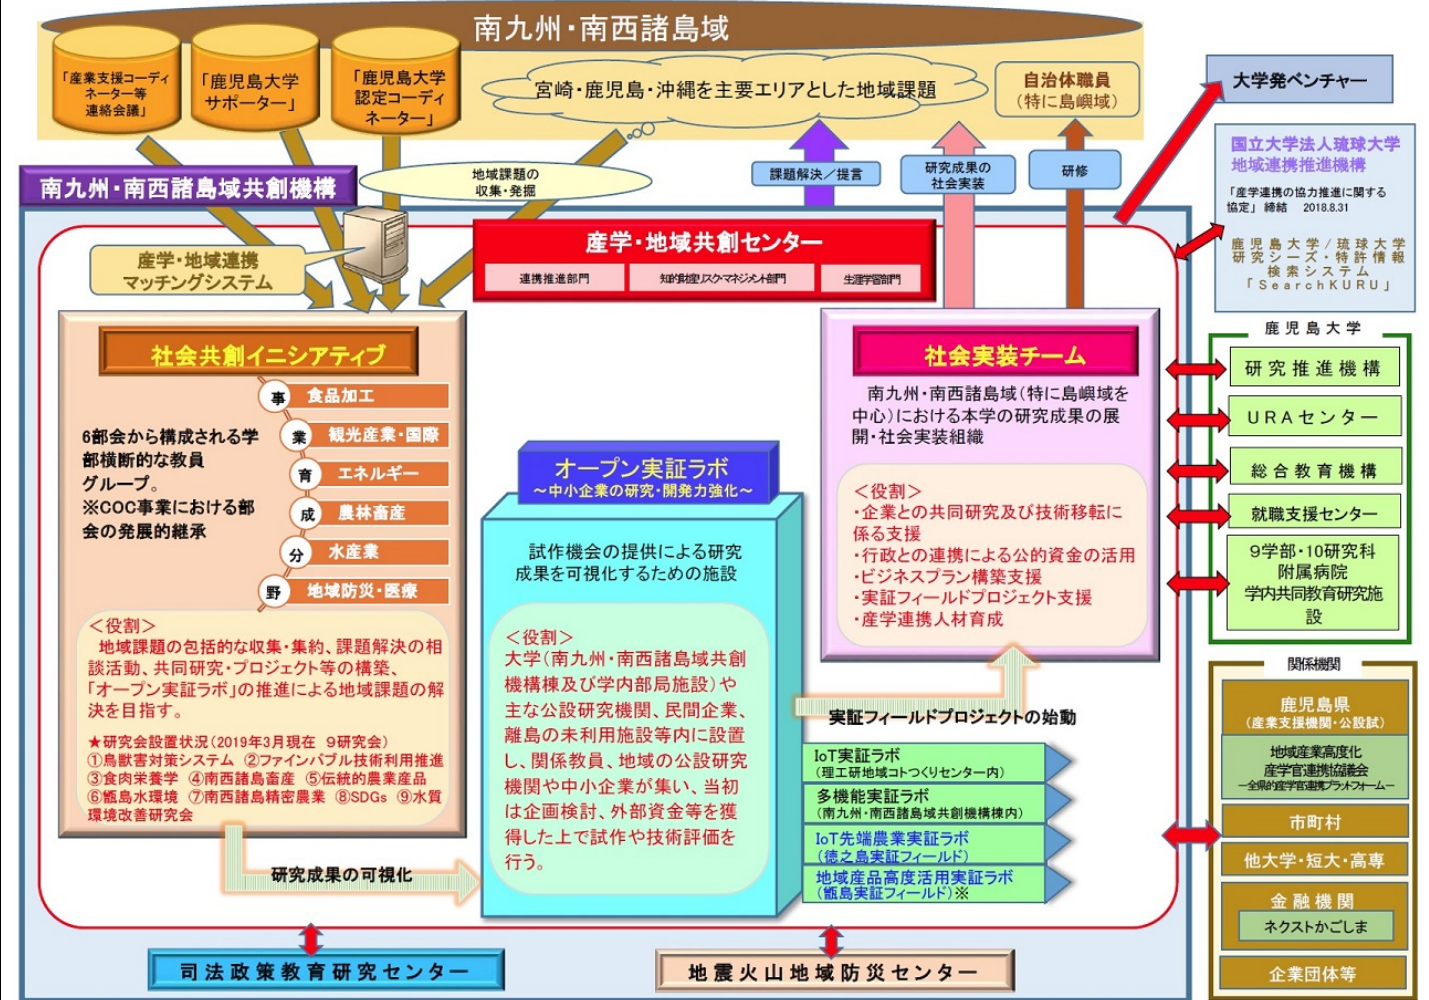 南九州・南西諸島域
「産業支援コーディ
ネーター等
連絡会議」
「鹿児島大学
サポーター」
「鹿児島大学
認定コーディ
ネーター」
宮崎・鹿児島・沖縄を主要エリアとした地域課題
自治体職員
（特に島嶼域）
大学発ベンチャー
南九州・南西諸島域共創機構
地域課題の
収集・発掘
課題解決／提言
研究成果の
社会実装
研修
国立大学法人琉球大学
地域連携推進機構
「産学連携の協力推進に関する
協定」 締結　2018.8.31
鹿児島大学/琉球大学
研究シーズ・特許情報
検索システム
「SearchKURU」
産学・地域連携
マッチングシステム
産学・地域共創センター
連携推進部門
知的財産リスク・マネジメント部門
生涯学習部門
社会共創イニシアティブ
6部会から構成される学
部横断的な教員
グループ。
※COC事業における部
会の発展的継承
事
業
育
成
分
野
食品加工
観光産業・国際
エネルギー
農林畜産
水産業
地域防災・医療
＜役割＞
地域課題の包括的な収集・集約、課題解決の相
談活動、共同研究・プロジェクト等の構築、
「オープン実証ラボ」の推進による地域課題の解
決を目指す。
★研究会設置状況（2019年3月現在　９研究会）
①鳥獣害対策システム　②ファインバブル技術利用推進
③食肉栄養学　④南西諸島畜産　⑤伝統的農業産品
⑥甑島水環境　⑦南西諸島精密農業　⑧SDGs　⑨水質
環境改善研究会
研究成果の可視化
オープン実証ラボ
～中小企業の研究・開発力強化～
試作機会の提供による研究
成果を可視化するための施設
＜役割＞
大学（南九州・南西諸島域共創
機構棟及び学内部局施設）や
主な公設研究機関、民間企業、
離島の未利用施設等内に設置
し、関係教員、地域の公設研究
機関や中小企業が集い、当初
は企画検討、外部資金等を獲
得した上で試作や技術評価を
行う。
社会実装チーム
南九州・南西諸島域（特に島嶼域を
中心）における本学の研究成果の展
開・社会実装組織
＜役割＞
・企業との共同研究及び技術移転に
係る支援
・行政との連携による公的資金の活用
・ビジネスプラン構築支援
・実証フィールドプロジェクト支援
・産学連携人材育成
実証フィールドプロジェクトの始動
IoT実証ラボ
（理工研地域コトつくりセンター内）
多機能実証ラボ
（南九州・南西諸島域共創機構棟内）
IoT先端農業実証ラボ
（徳之島実証フィールド）
地域産品高度活用実証ラボ
（甑島実証フィールド）※
鹿児島大学
研究推進機構
URAセンター
総合教育機構
就職支援センター
９学部・10研究科
附属病院
学内共同教育研究施
設
関係機関
鹿児島県
（産業支援機関・公設試）
地域産業高度化
産学官連携協議会
－全県的産学官連携プラットフォーム－
市町村
他大学・短大・高専
金融機関
ネクストかごしま
企業団体等
司法政策教育研究センター
地震火山地域防災センター